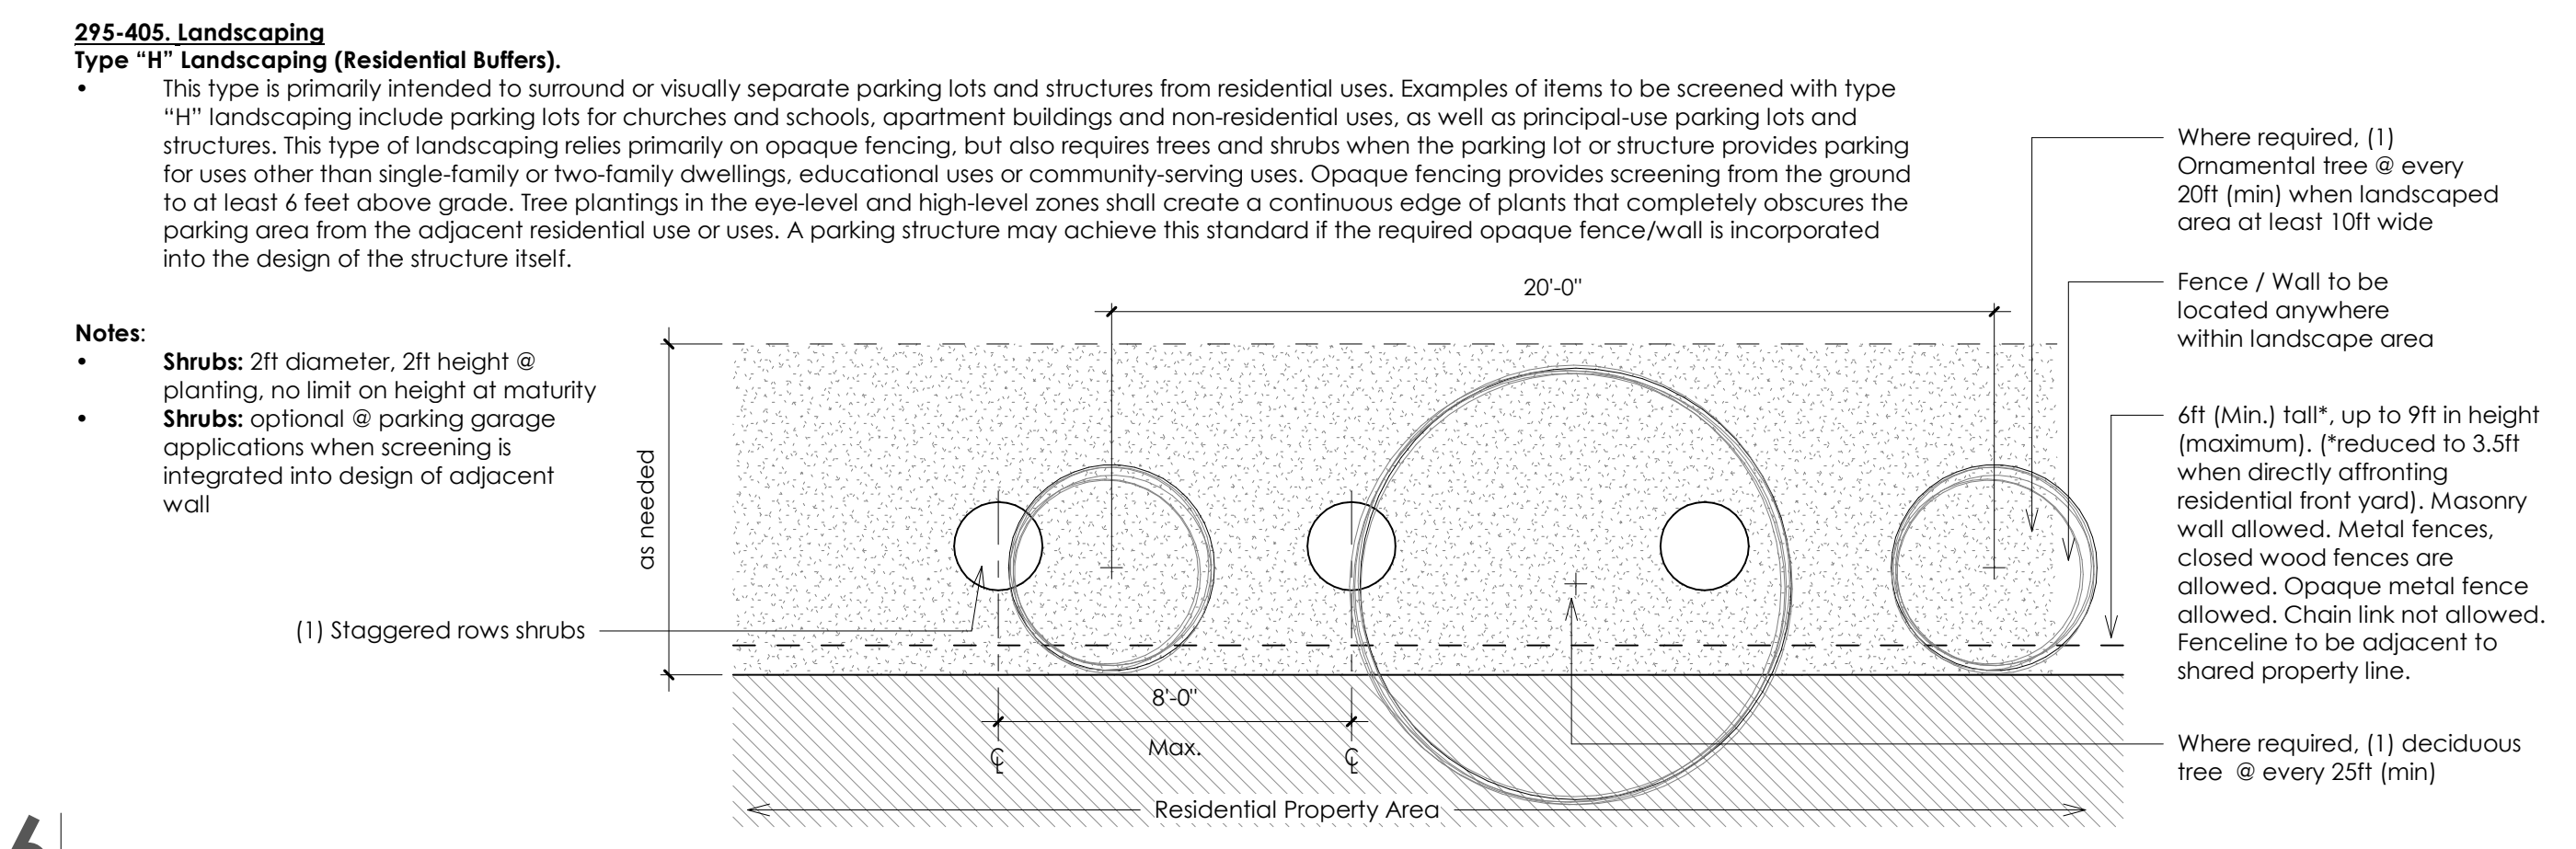 295-405. Landscaping
Type “H” Landscaping (Residential Buffers).
• This type is primarily intended to surround or visually separate parking lots and structures from residential uses. Examples of items to be screened with type
“H” landscaping include parking lots for churches and schools, apartment buildings and non-residential uses, as well as principal-use parking lots and
structures. This type of landscaping relies primarily on opaque fencing, but also requires trees and shrubs when the parking lot or structure provides parking
for uses other than single-family or two-family dwellings, educational uses or community-serving uses. Opaque fencing provides screening from the ground
to at least 6 feet above grade. Tree plantings in the eye-level and high-level zones shall create a continuous edge of plants that completely obscures the
parking area from the adjacent residential use or uses. A parking structure may achieve this standard if the required opaque fence/wall is incorporated
into the design of the structure itself.
Notes:
• Shrubs: 2ft diameter, 2ft height @
planting, no limit on height at maturity
• Shrubs: optional @ parking garage
applications when screening is
integrated into design of adjacent
wall
(1) Staggered rows shrubs
as needed
20'-0"
8'-0"
Max.
℄
℄
Residential Property Area
Where required, (1)
Ornamental tree @ every
20ft (min) when landscaped
area at least 10ft wide
Fence / Wall to be
located anywhere
within landscape area
6ft (Min.) tall*, up to 9ft in height
(maximum). (*reduced to 3.5ft
when directly affronting
residential front yard). Masonry
wall allowed. Metal fences,
closed wood fences are
allowed. Opaque metal fence
allowed. Chain link not allowed.
Fenceline to be adjacent to
shared property line.
Where required, (1) deciduous
tree @ every 25ft (min)